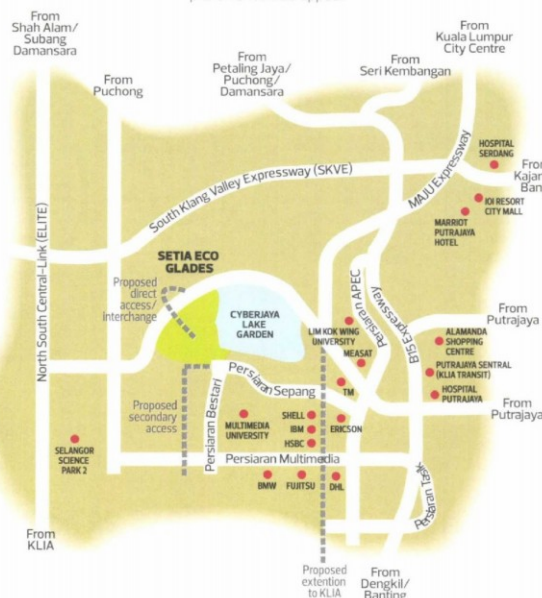 From
Shah Alam/
Subang
Damansara
From
Puchong
From
Petaling Jaya/
Puchong/
Damansara
From
Seri Kembangan
From
Kuala Lumpur
City Centre
HOSPITAL
SERDANG
From
Kajan
Ban
South Klang Valley Expressway (SKVE)
MAJU Expressway
IOI RESORT
CITY MALL
MARRIOT
PUTRAJAYA
HOTEL
North South Central-Link (ELITE)
SETIA ECO
GLADES
Proposed
direct
access/
interchange
CYBERJAYA
LAKE
GARDEN
Persiaran APEC
B15 Expressway
From
Putrajaya
LIM KOK WING
UNIVERSITY
ALAMANDA
SHOPPING
CENTRE
MEASAT
PUTRAJAYA SENTRAL
(KLIA TRANSIT)
Persiaran Sepang
TM
HOSPITAL
PUTRAJAYA
From
Putrajaya
Proposed
secondary
access
Persiaran Bestari
MULTIMEDIA
UNIVERSITY
SHELL
IBM
HSBC
ERICSON
SELANGOR
SCIENCE
PARK 2
Persiaran Multimedia
BMW
FUJITSU
DHL
Persiaran Tasik
From
KLIA
Proposed
extention
to KLIA
From
Dengkil/
Banting